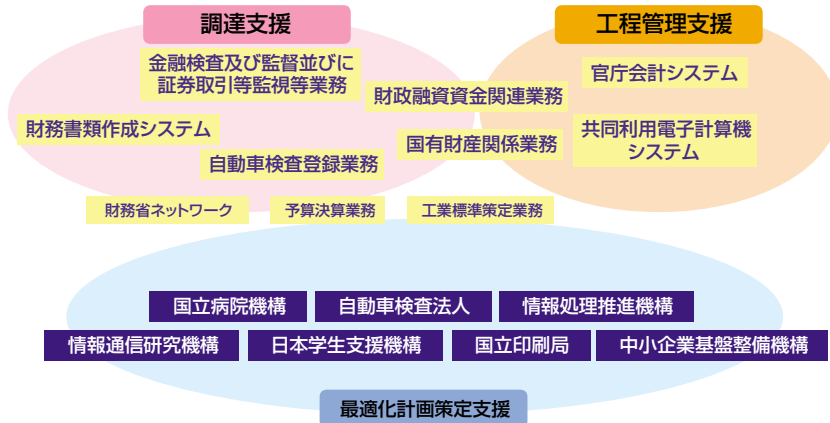 調達支援
工程管理支援
金融検査及び監督並びに
証券取引等監視等業務
官庁会計システム
財政融資資金関連業務
財務書類作成システム
共同利用電子計算機
システム
国有財産関係業務
自動車検査登録業務
財務省ネットワーク
予算決算業務
工業標準策定業務
国立病院機構
自動車検査法人
情報処理推進機構
情報通信研究機構
日本学生支援機構
国立印刷局
中小企業基盤整備機構
最適化計画策定支援